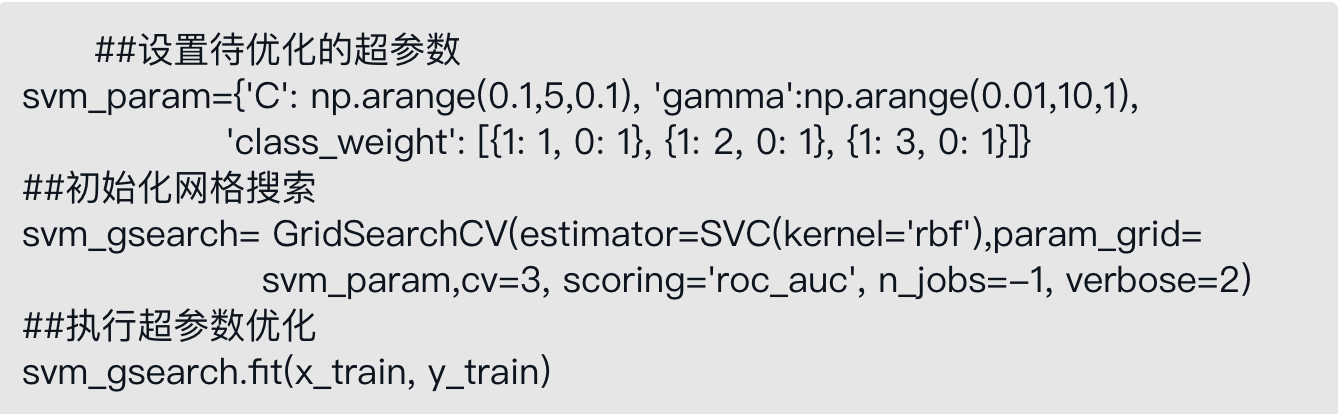 ##设置待优化的超参数
svm_param={'C': np.arange(0.1,5,0.1), 'gamma':np.arange(0.01,10,1),
'class_weight': [{1: 1, 0: 1}, {1: 2, 0: 1}, {1: 3, 0: 1}]}
##初始化网格搜索
svm_gsearch= GridSearchCV(estimator=SVC(kernel='rbf'),param_grid=
svm_param,cv=3, scoring='roc_auc', n_jobs=−1, verbose=2)
##执行超参数优化
svm_gsearch.fit(x_train, y_train)